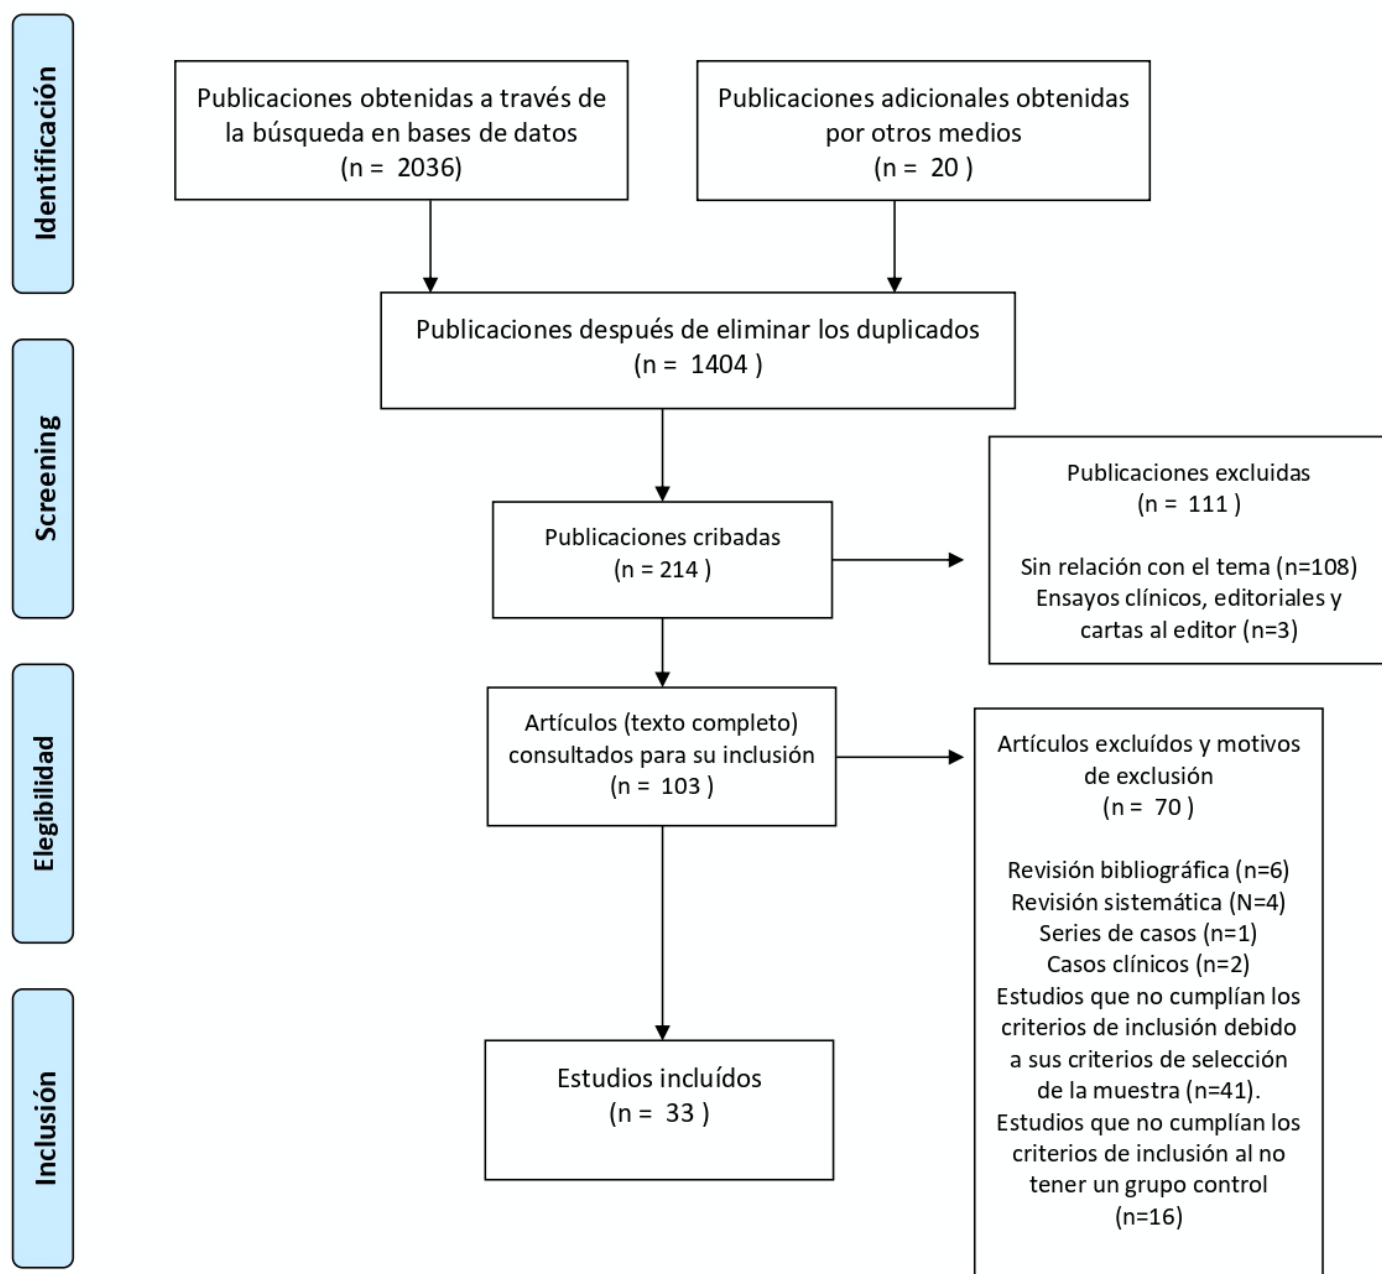 Identificación
Publicaciones obtenidas a través de
la búsqueda en bases de datos
(n = 2036)
Publicaciones adicionales obtenidas
por otros medios
(n = 20 )
Publicaciones después de eliminar los duplicados
(n = 1404 )
Screening
Publicaciones cribadas
(n = 214 )
Publicaciones excluidas
(n = 111 )
Sin relación con el tema (n=108)
Ensayos clínicos, editoriales y
cartas al editor (n=3)
Elegibilidad
Artículos (texto completo)
consultados para su inclusión
(n = 103 )
Artículos excluídos y motivos
de exclusión
(n = 70 )
Revisión bibliográfica (n=6)
Revisión sistemática (N=4)
Series de casos (n=1)
Casos clínicos (n=2)
Estudios que no cumplían los
criterios de inclusión debido
a sus criterios de selección
de la muestra (n=41).
Estudios que no cumplían los
criterios de inclusión al no
tener un grupo control
(n=16)
Inclusión
Estudios incluídos
(n = 33 )